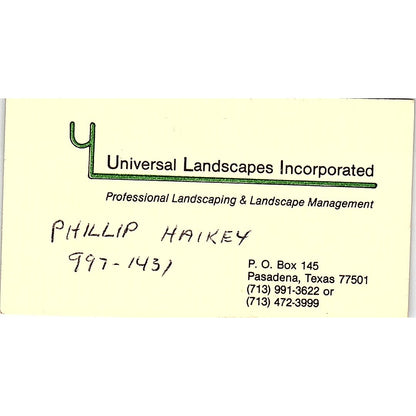 Universal Landscapes Incorporated
Professional Landscaping & Landscape Management
PHILLIP HAIKEY
997-1431
P. O. Box 145
Pasadena, Texas 77501
(713) 991-3622 or
(713) 472-3999